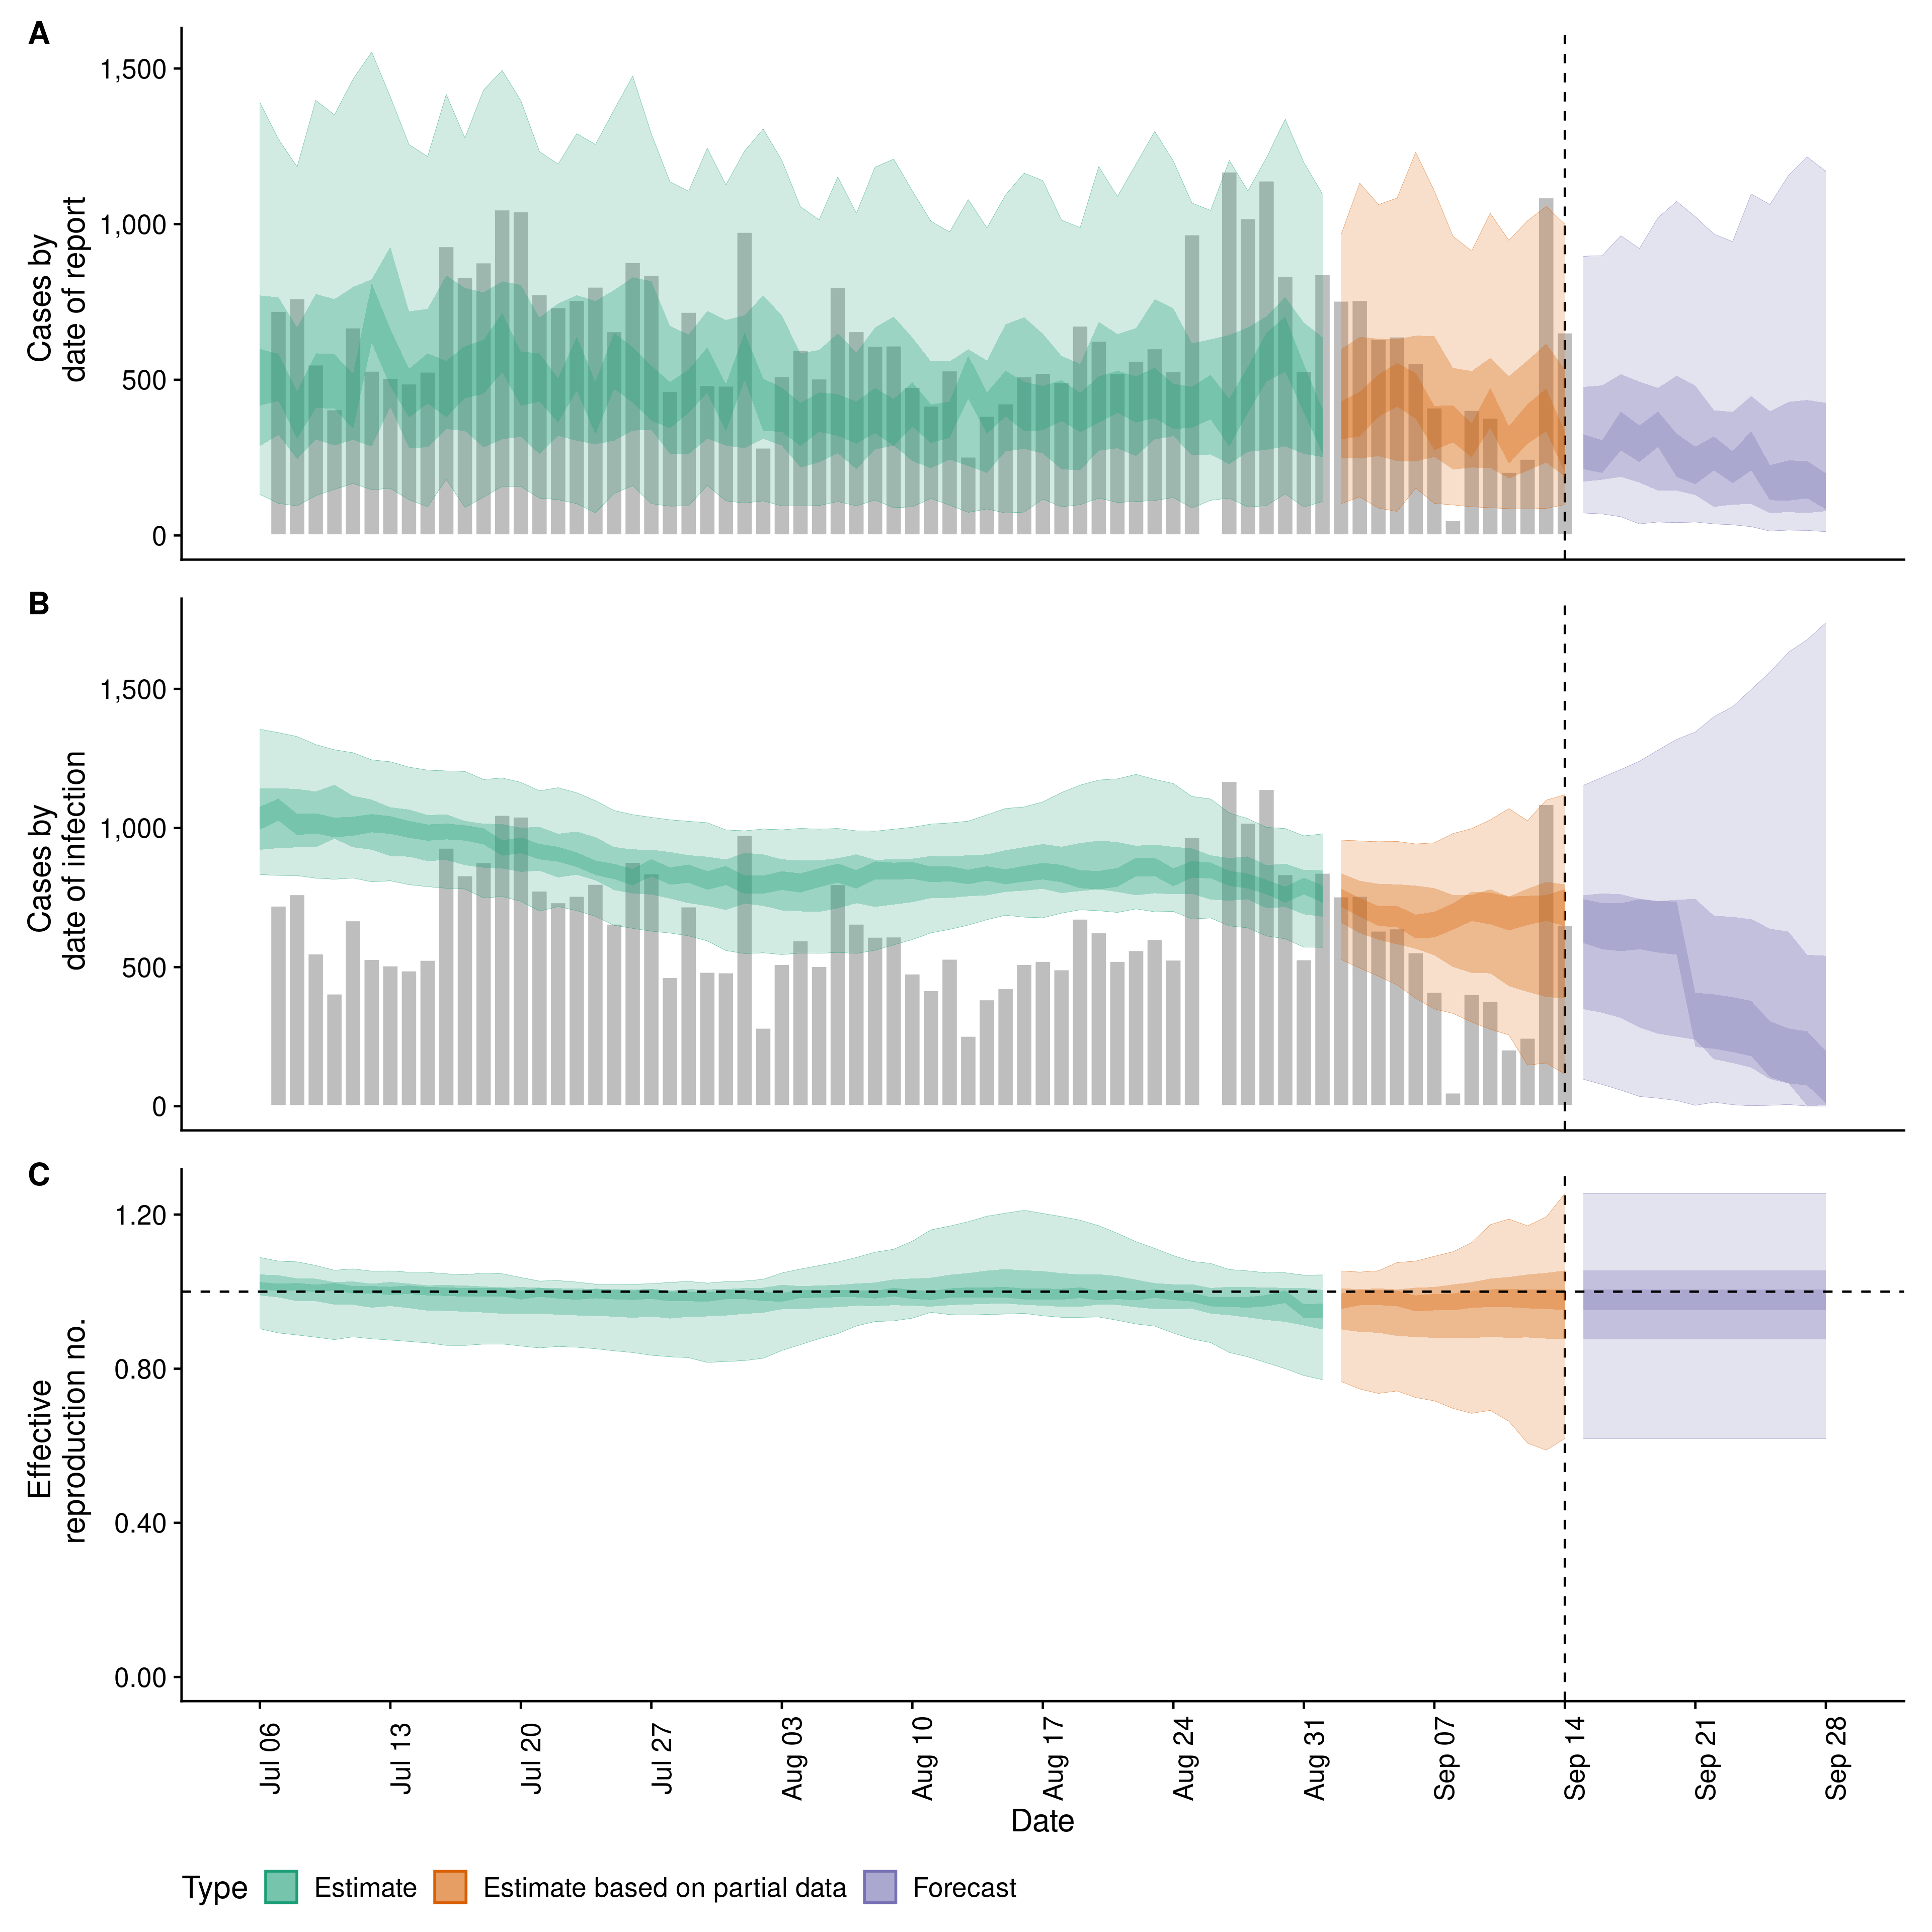 A
Cases by
date of report
1,500
1,000
500
0
B
Cases by
date of infection
1,500
1,000
500
0
C
Effective
reproduction no.
1.20
0.80
0.40
0.00
Jul 06
Jul 13
Jul 20
Jul 27
Aug 03
Aug 10
Aug 17
Aug 24
Aug 31
Sep 07
Sep 14
Sep 21
Sep 28
Date
Type Estimate Estimate based on partial data Forecast